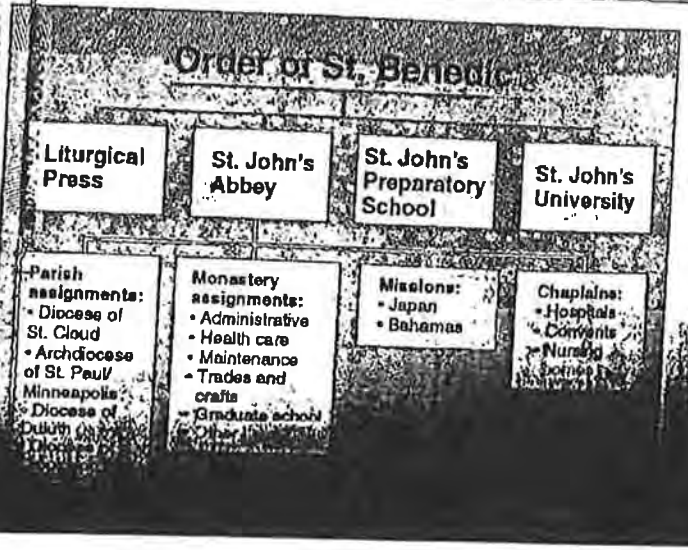 Order of St. Benedic
Liturgical
Press
St. John's
Abbey
St. John's
Preparatory
School
St. John's
University
Parish
assignments:
• Diocese of
St. Cloud
• Archdiocese
of St. Paul/
Minneapolis
• Diocese of
Duluth
Monastery
assignments:
• Administrative
• Health care
• Maintenance
• Trades and
crafts
• Graduate school
• Other
Missions:
• Japan
• Bahamas
Chaplains:
• Hospitals
• Convents
• Nursing
homes